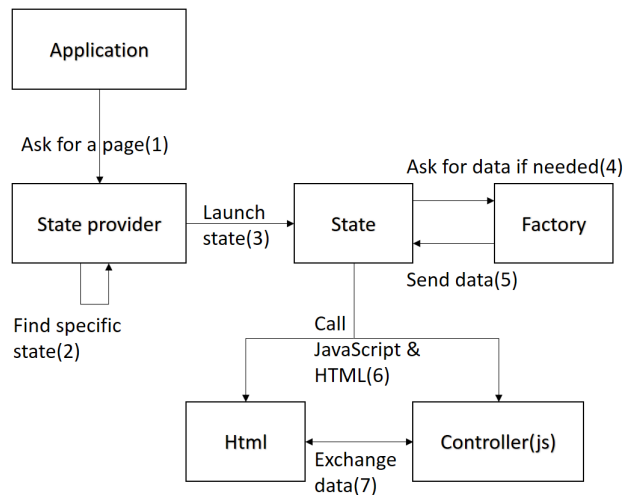 Application
Ask for a page(1)
Ask for data if needed(4)
State provider
Launch
state(3)
State
Factory
Send data(5)
Find specific
state(2)
Call
JavaScript &
HTML(6)
Html
Exchange
data(7)
Controller(js)